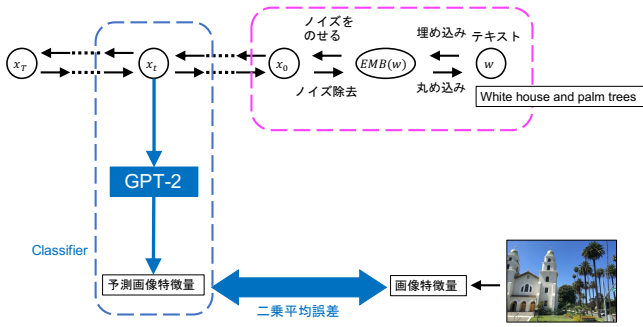 ノイズを
のせる
埋め込み
テキスト
x_T
x_t
x_0
EMB(w)
w
ノイズ除去
丸め込み
White house and palm trees
GPT-2
Classifier
予測画像特徴量
二乗平均誤差
画像特徴量